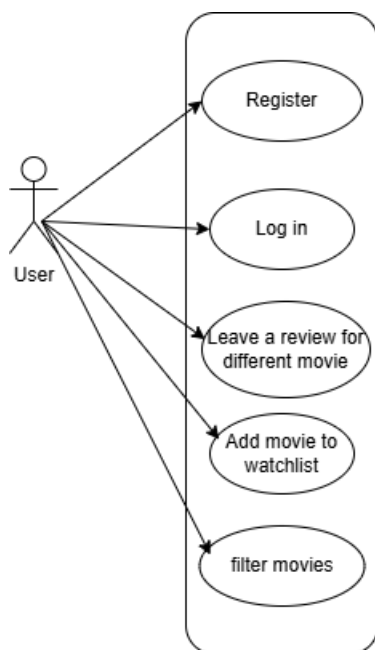 Register
Log in
User
Leave a review for
different movie
Add movie to
watchlist
filter movies